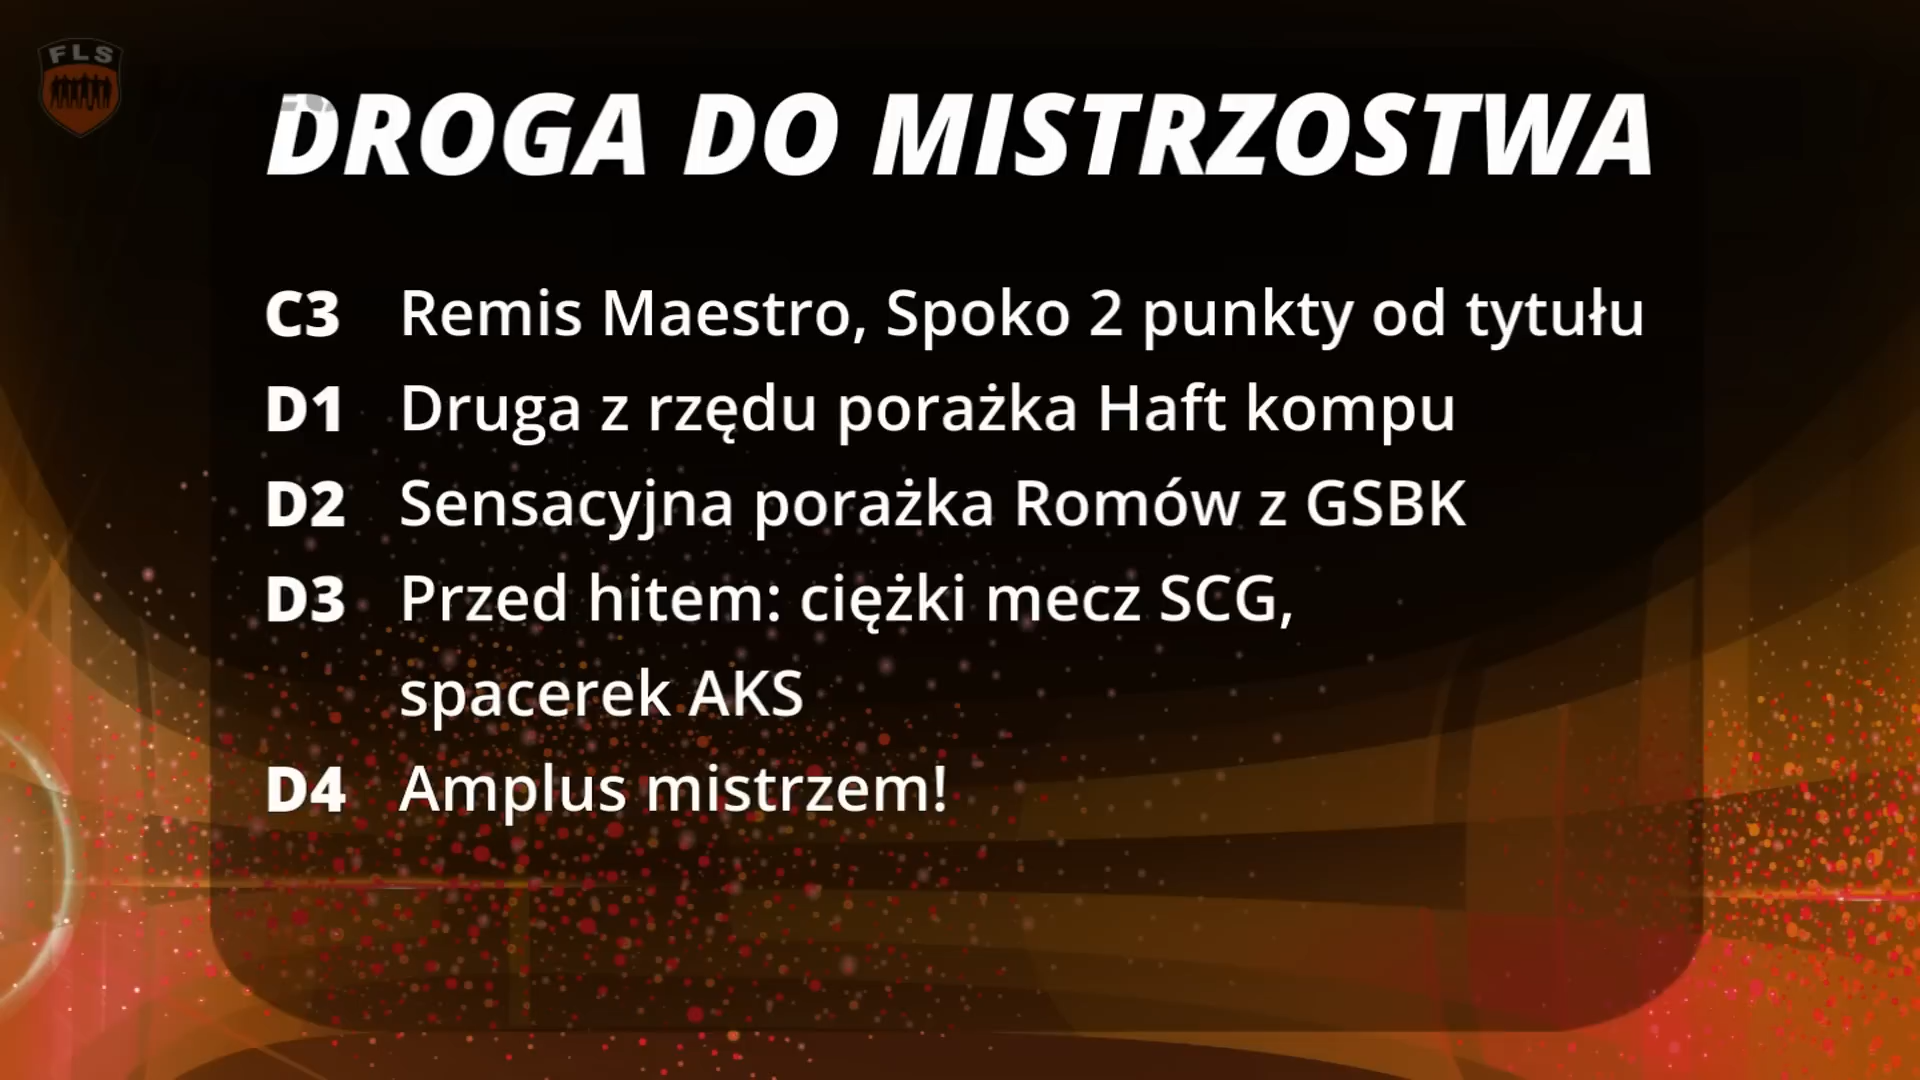 FLS
DROGA DO MISTRZOSTWA
C3 Remis Maestro, Spoko 2 punkty od tytułu
D1 Druga z rzędu porażka Haft kompu
D2 Sensacyjna porażka Romów z GSBK
D3 Przed hitem: ciężki mecz SCG,
spacerek AKS
D4 Amplus mistrzem!